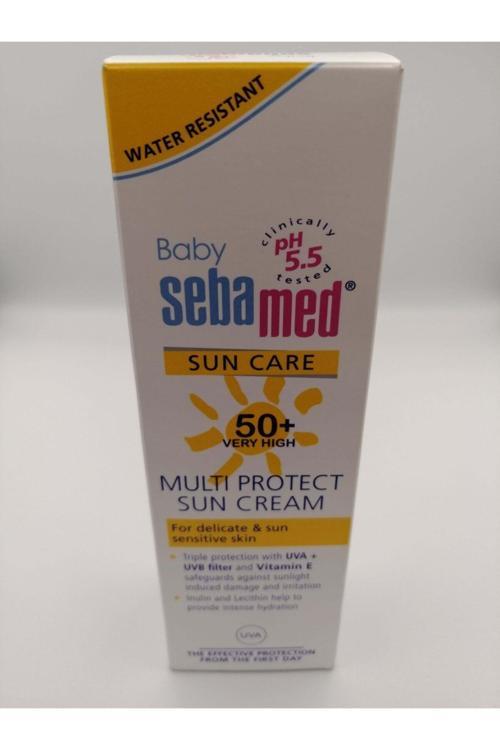 WATER RESISTANT
Baby
clinically
pH
5.5
tested
sebamed®
SUN CARE
50+
VERY HIGH
MULTI PROTECT
SUN CREAM
For delicate & sun
sensitive skin
Triple protection with UVA +
UVB filter and Vitamin E
safeguards against sunlight
induced damage and irritation
Inulin and Lecithin help to
provide intense hydration
UVA
THE EFFECTIVE PROTECTION
FROM THE FIRST DAY